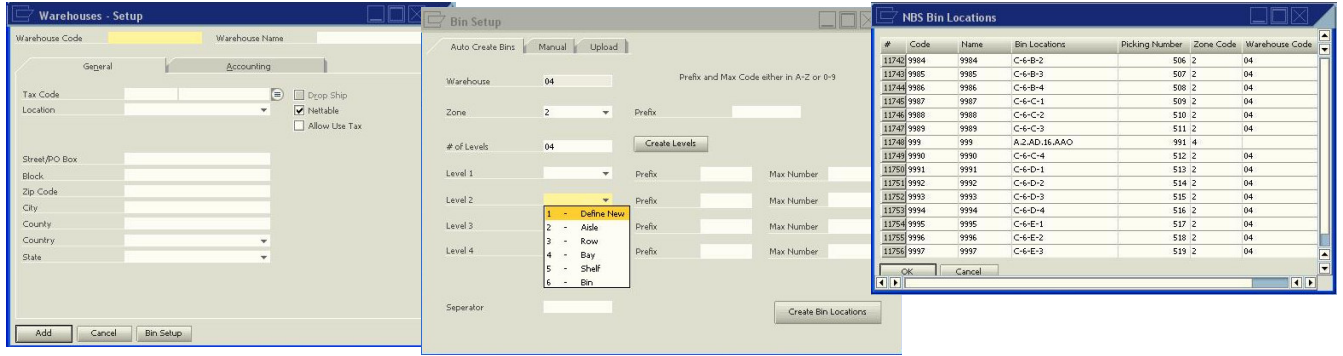 Warehouses - Setup
Warehouse Code Warehouse Name
General Accounting
Tax Code
Location
Drop Ship
Nettable
Allow Use Tax
Street/PO Box
Block
Zip Code
City
County
Country
State
Add Cancel Bin Setup
Bin Setup
Auto Create Bins Manual Upload
Warehouse 04 Prefix and Max Code either in A-Z or 0-9
Zone 2 Prefix
# of Levels 04 Create Levels
Level 1 Prefix Max Number
Level 2 Prefix Max Number
1 - Define New
2 - Aisle
3 - Row
4 - Bay
5 - Shelf
6 - Bin
Level 3 Prefix Max Number
Level 4 Prefix Max Number
Seperator
Create Bin Locations
NBS Bin Locations
# Code Name Bin Locations Picking Number Zone Code Warehouse Code
11742 9984 9984 C-6-B-2 506 2 04
11743 9985 9985 C-6-B-3 507 2 04
11744 9986 9986 C-6-B-4 508 2 04
11745 9987 9987 C-6-C-1 509 2 04
11746 9988 9988 C-6-C-2 510 2 04
11747 9989 9989 C-6-C-3 511 2 04
11748 999 999 A.2.AD.16.AAO 991 4
11749 9990 9990 C-6-C-4 512 2 04
11750 9991 9991 C-6-D-1 513 2 04
11751 9992 9992 C-6-D-2 514 2 04
11752 9993 9993 C-6-D-3 515 2 04
11753 9994 9994 C-6-D-4 516 2 04
11754 9995 9995 C-6-E-1 517 2 04
11755 9996 9996 C-6-E-2 518 2 04
11756 9997 9997 C-6-E-3 519 2 04
OK Cancel